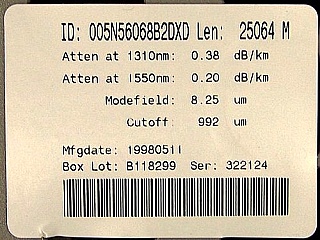 ID: 005N56068B2DXD Len: 25064 M
Atten at 1310nm: 0.38 dB/km
Atten at 1550nm: 0.20 dB/km
Modefield: 8.25 um
Cutoff: 992 um
Mfgdate: 19980511
Box Lot: B118299 Ser: 322124